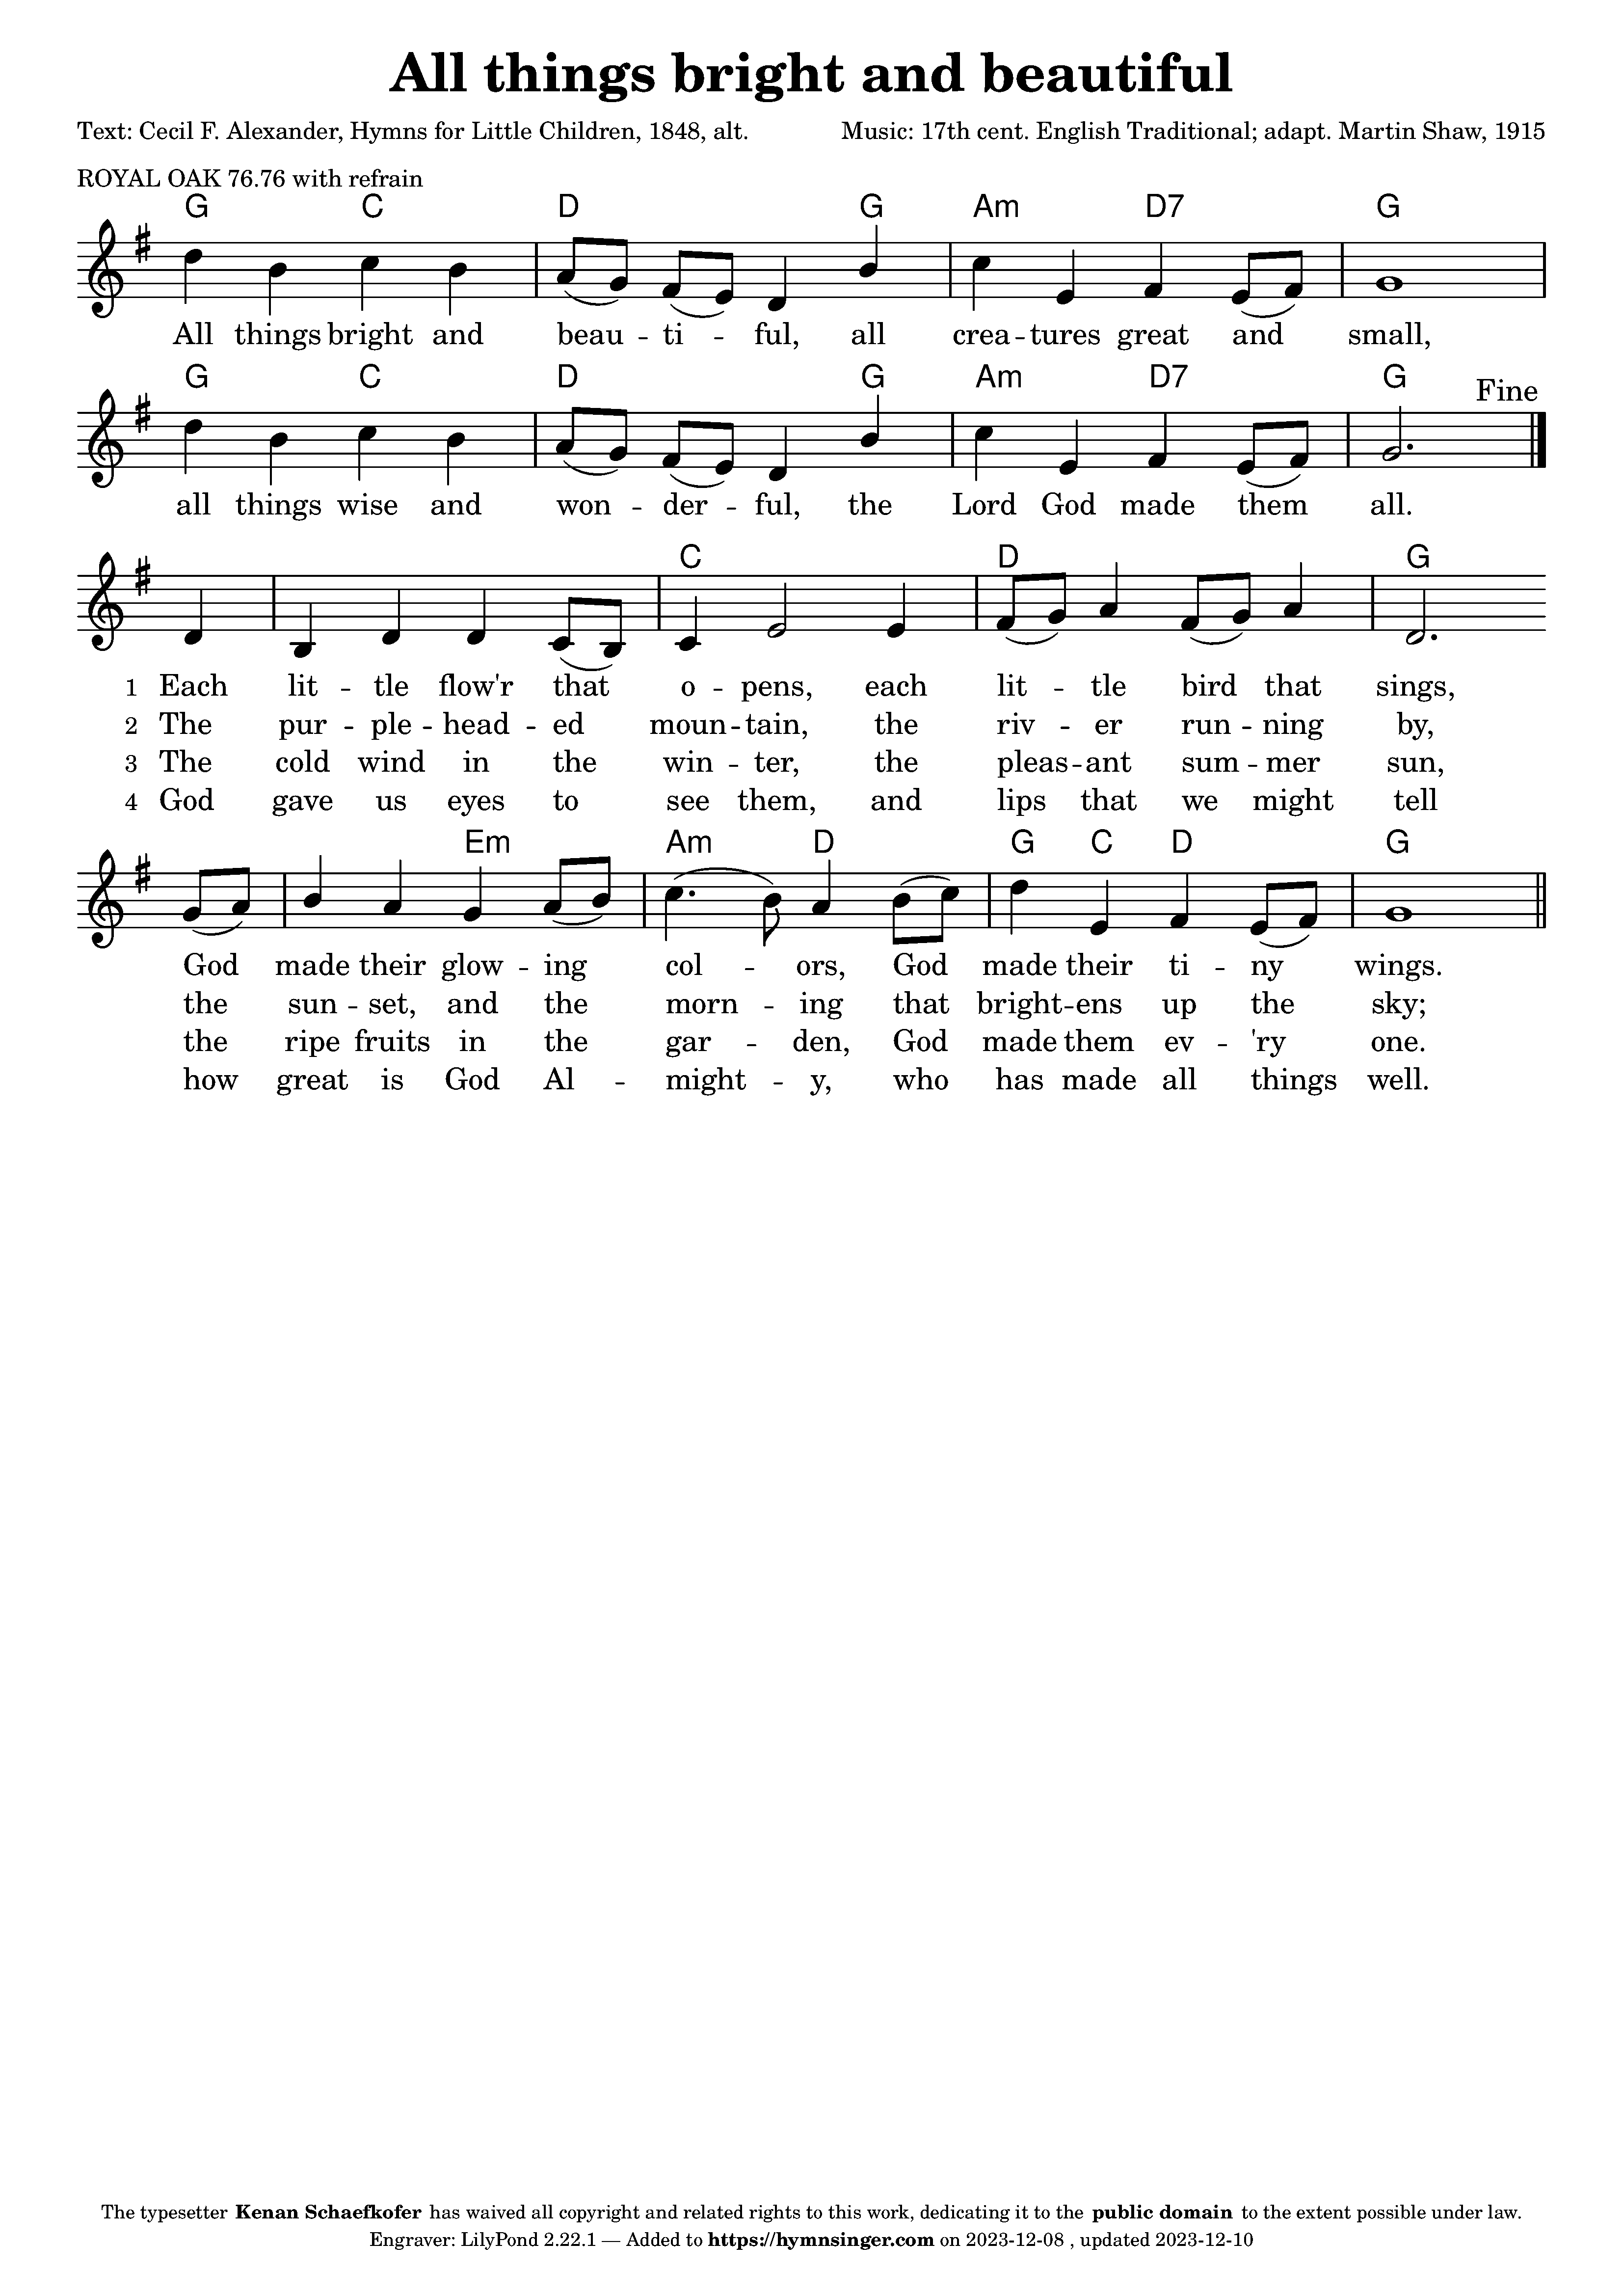 All things bright and beautiful
Text: Cecil F. Alexander, Hymns for Little Children, 1848, alt. Music: 17th cent. English Traditional; adapt. Martin Shaw, 1915
ROYAL OAK 76.76 with refrain
G C D G Am D7 G
All things bright and beau -- ti -- ful, all crea -- tures great and small,
G C D G Am D7 G Fine
all things wise and won -- der -- ful, the Lord God made them all.
C D G
1 Each lit -- tle flow'r that o -- pens, each lit -- tle bird that sings,
2 The pur -- ple -- head -- ed moun -- tain, the riv -- er run -- ning by,
3 The cold wind in the win -- ter, the pleas -- ant sum -- mer sun,
4 God gave us eyes to see them, and lips that we might tell
Em Am D G C D G
God made their glow -- ing col -- ors, God made their ti -- ny wings.
the sun -- set, and the morn -- ing that bright -- ens up the sky;
the ripe fruits in the gar -- den, God made them ev -- 'ry one.
how great is God Al -- might -- y, who has made all things well.
The typesetter Kenan Schaefkofer has waived all copyright and related rights to this work, dedicating it to the public domain to the extent possible under law.
Engraver: LilyPond 2.22.1 — Added to https://hymnsinger.com on 2023-12-08 , updated 2023-12-10